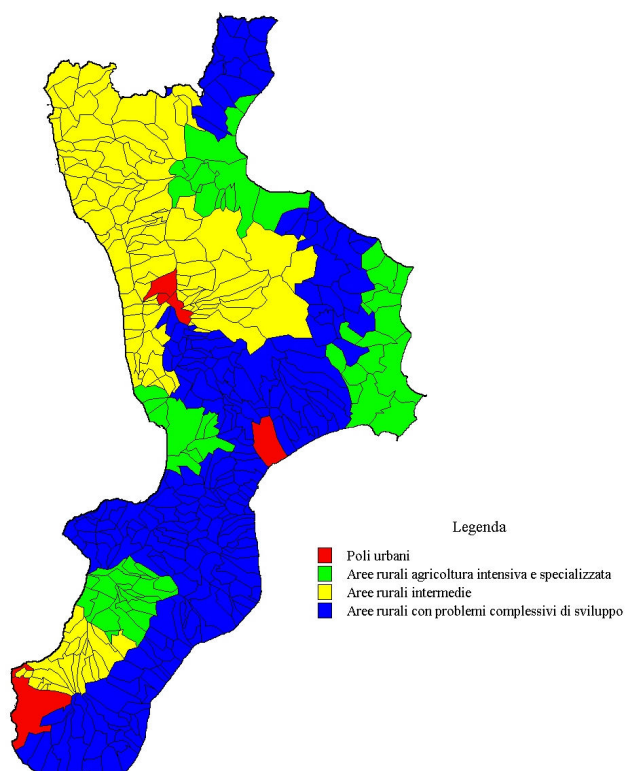 Legenda
Poli urbani
Aree rurali agricoltura intensiva e specializzata
Aree rurali intermedie
Aree rurali con problemi complessivi di sviluppo